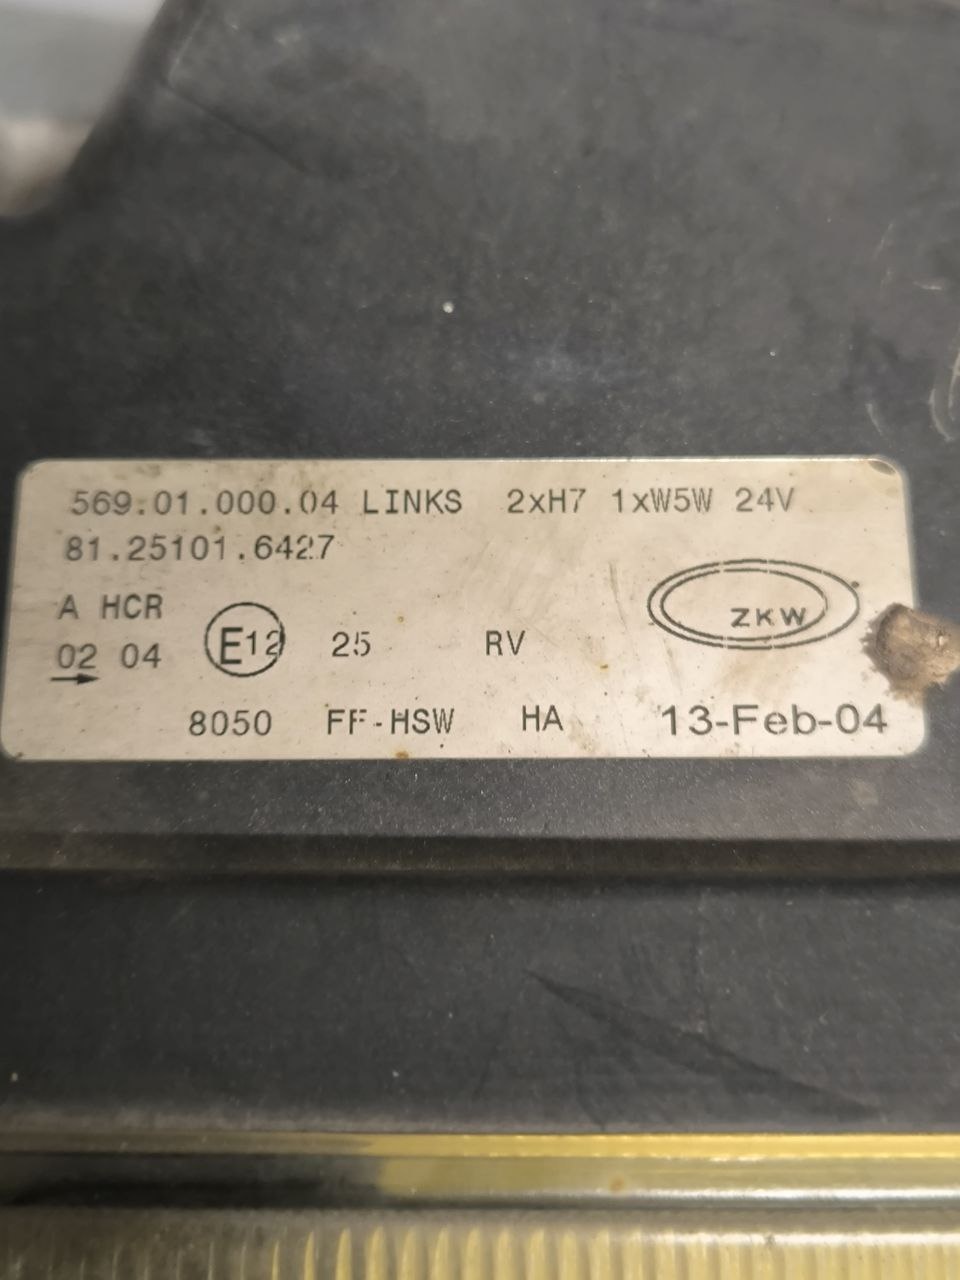 569.01.000.04 LINKS 2xH7 1xW5W 24V
81.25101.6427
A HCR
ZKW
02 04 E12 25 RV
8050 FF-HSW HA 13-Feb-04